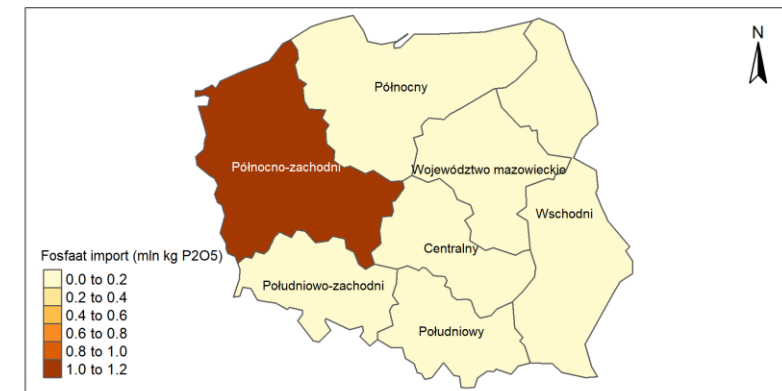 N
Północny
Północno-zachodni
Województwo mazowieckie
Wschodni
Centralny
Fosfaat import (mln kg P2O5)
Południowo-zachodni
0.0 to 0.2
0.2 to 0.4
0.4 to 0.6
0.6 to 0.8
0.8 to 1.0
1.0 to 1.2
Południowy